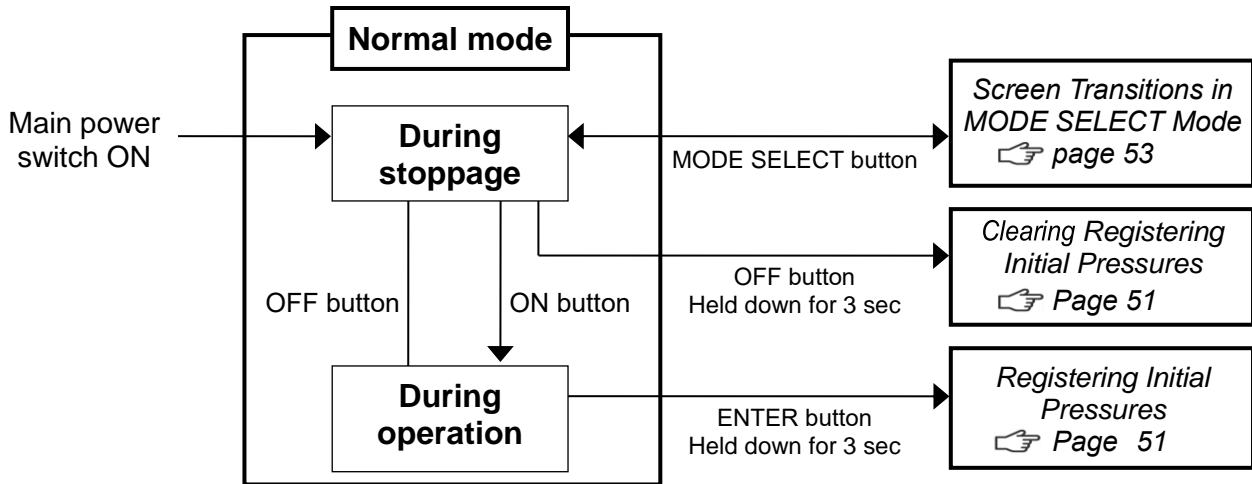 Normal mode
Main power
switch ON
During
stoppage
MODE SELECT button
Screen Transitions in
MODE SELECT Mode
page 53
OFF button
ON button
OFF button
Held down for 3 sec
Clearing Registering
Initial Pressures
Page 51
During
operation
ENTER button
Held down for 3 sec
Registering Initial
Pressures
Page 51